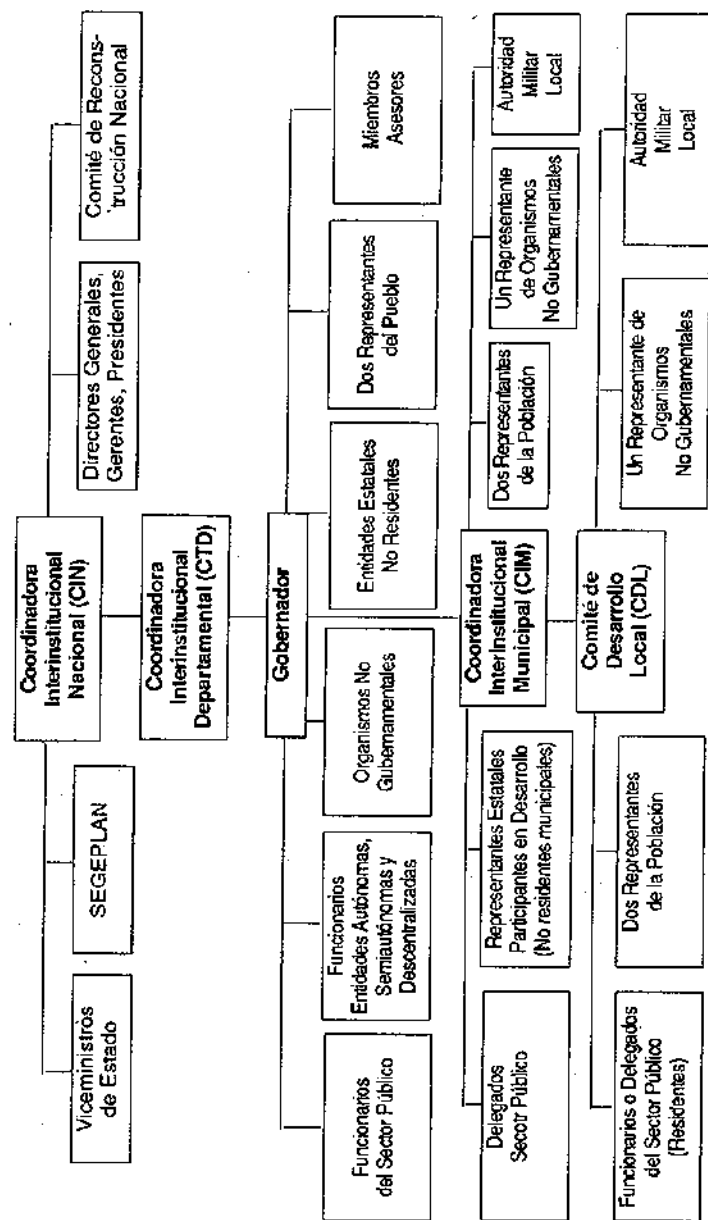 Coordinadora
Interinstitucional
Nacional (CIN)
Viceministros
de Estado
SEGEPLAN
Directores Generales,
Gerentes, Presidentes
Comité de Recons-
trucción Nacional
Coordinadora
Interinstitucional
Departamental (CTD)
Gobernador
Funcionarios
del Sector Público
Funcionarios
Entidades Autónomas,
Semiautónomas y
Descentralizadas
Organismos No
Gubernamentales
Entidades Estatales
No Residentes
Dos Representantes
del Pueblo
Miembros
Asesores
Coordinadora
InterInstitucional
Municipal (CIM)
Delegados
Secotr Público
Representantes Estatales
Participantes en Desarrollo
(No residentes municipales)
Dos Representantes
de la Población
Un Representante
de Organismos
No Gubernamentales
Autoridad
Militar
Local
Comité de
Desarrollo
Local (CDL)
Funcionarios o Delegados
del Sector Público
(Residentes)
Dos Representantes
de la Población
Un Representante de
Organismos
No Gubernamentales
Autoridad
Militar
Local